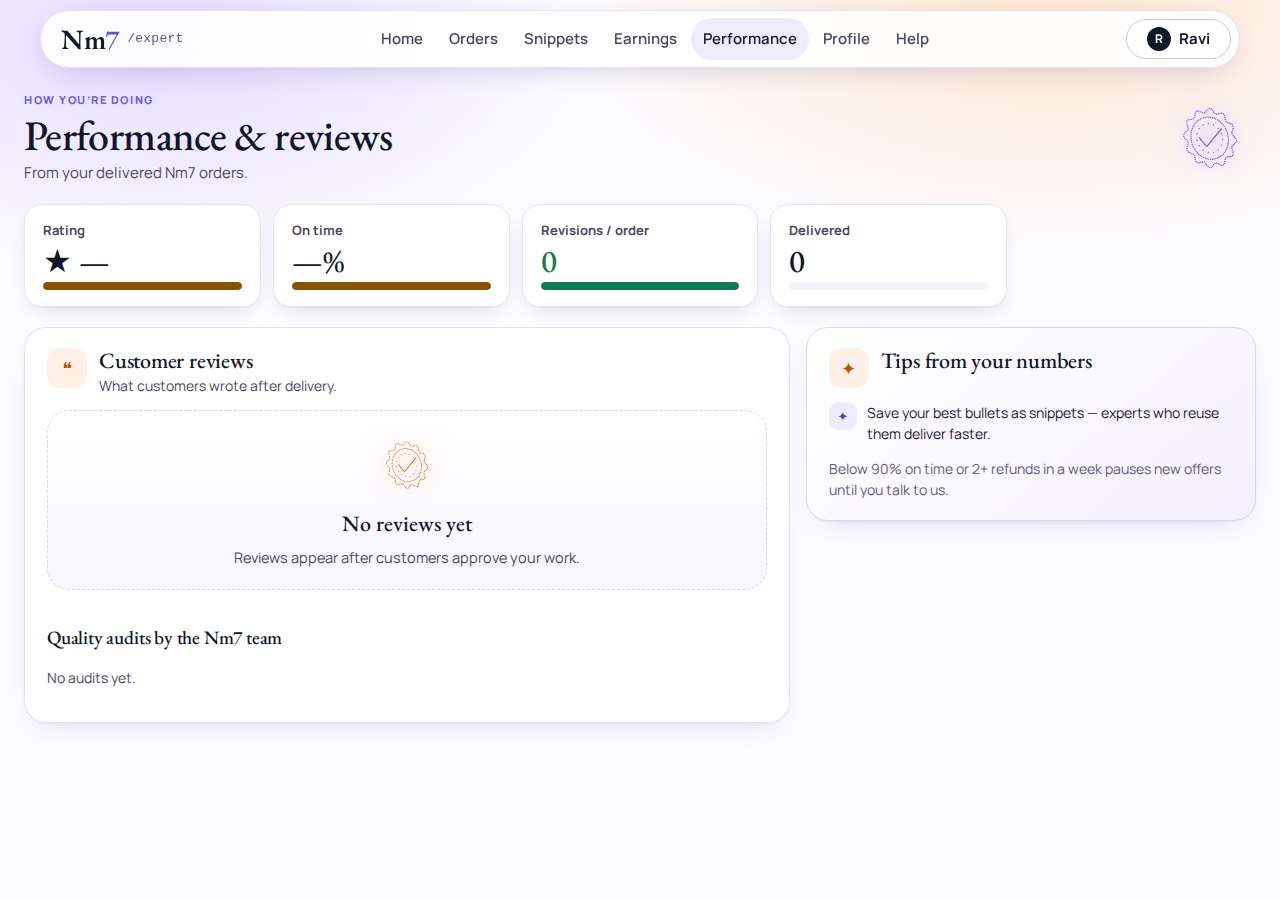 Nm7 /expert
Home Orders Snippets Earnings Performance Profile Help
R Ravi
HOW YOU'RE DOING
Performance & reviews
From your delivered Nm7 orders.
Rating
★ —
On time
—%
Revisions / order
0
Delivered
0
❝ Customer reviews
What customers wrote after delivery.
No reviews yet
Reviews appear after customers approve your work.
Quality audits by the Nm7 team
No audits yet.
✦ Tips from your numbers
✦ Save your best bullets as snippets — experts who reuse
them deliver faster.
Below 90% on time or 2+ refunds in a week pauses new offers
until you talk to us.